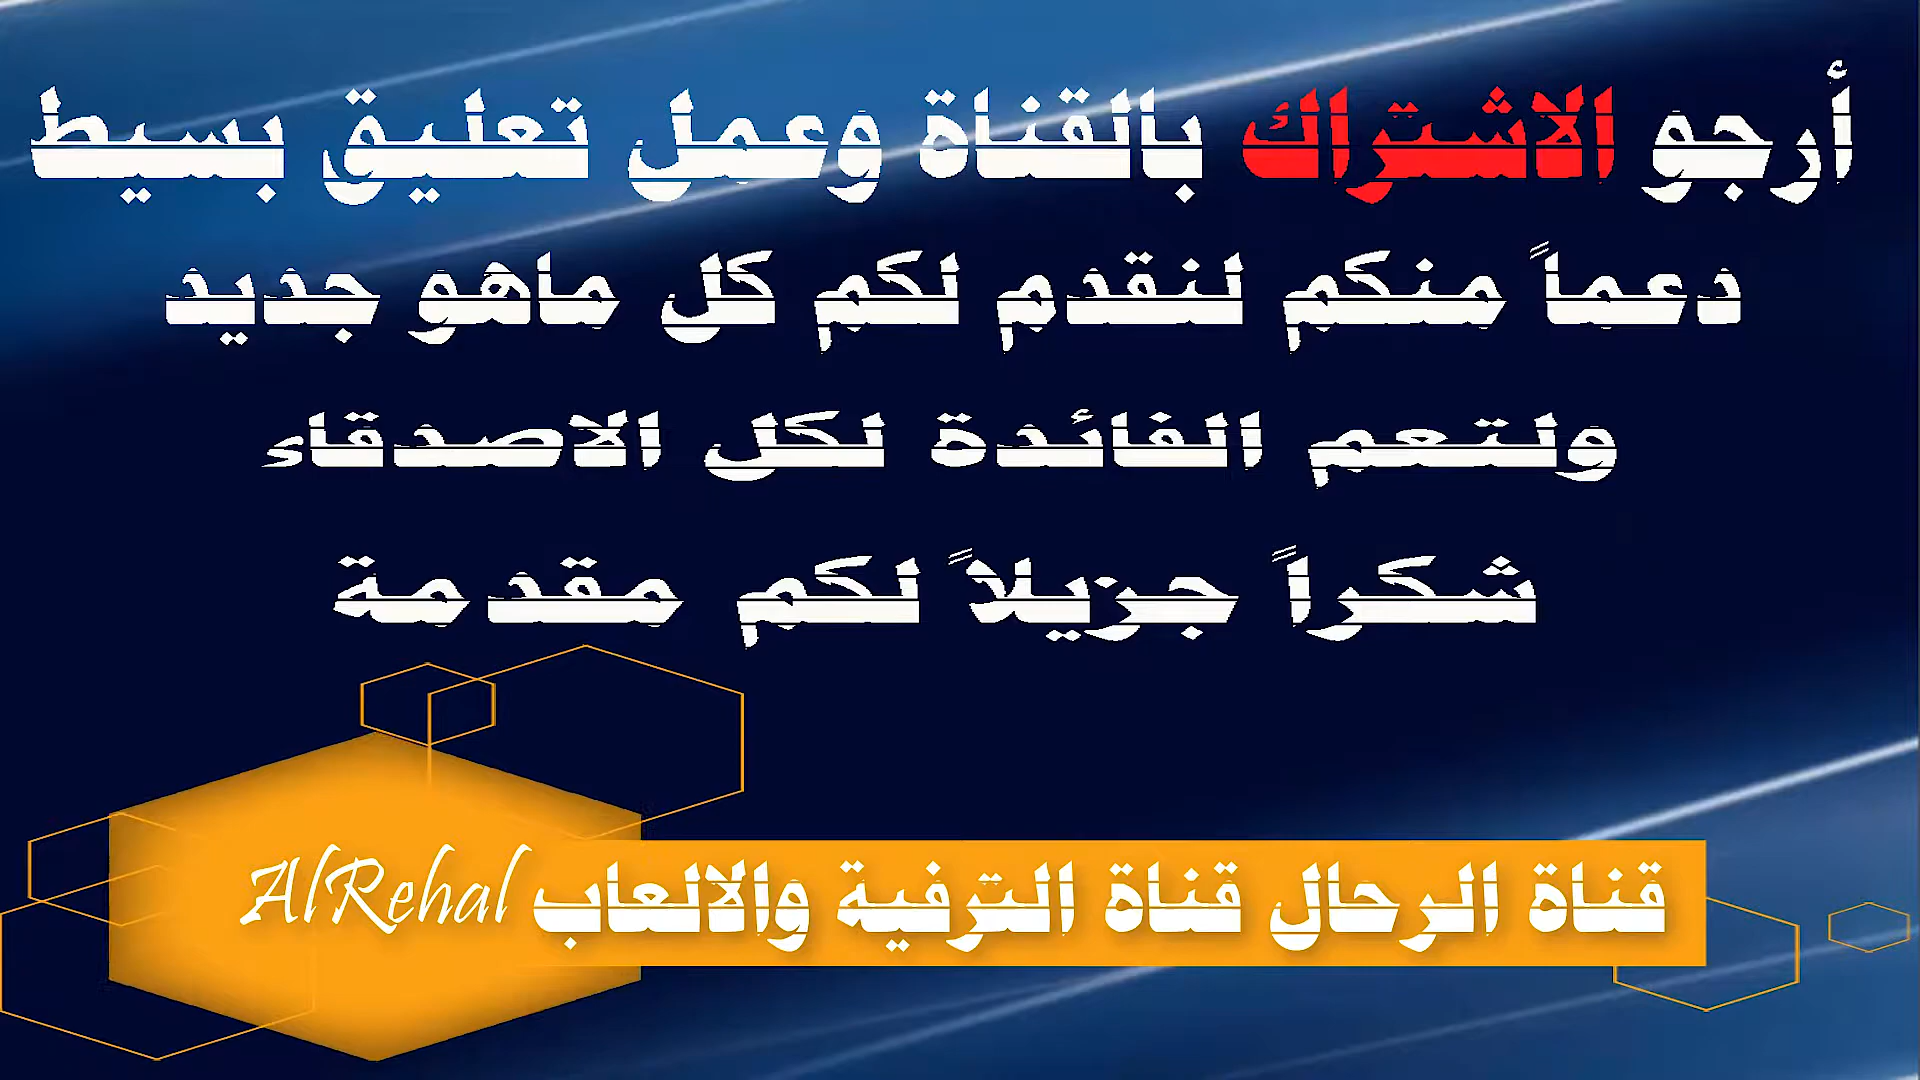 أرجو الاشتراك بالقناة وعمل تعليق بسيط
دعماً منكم لنقدم لكم كل ماهو جديد
ولتعم الفائدة لكل الاصدقاء
شكراً جزيلاً لكم مقدمة
قناة الرحال قناة الترفية والالعاب AlRehal